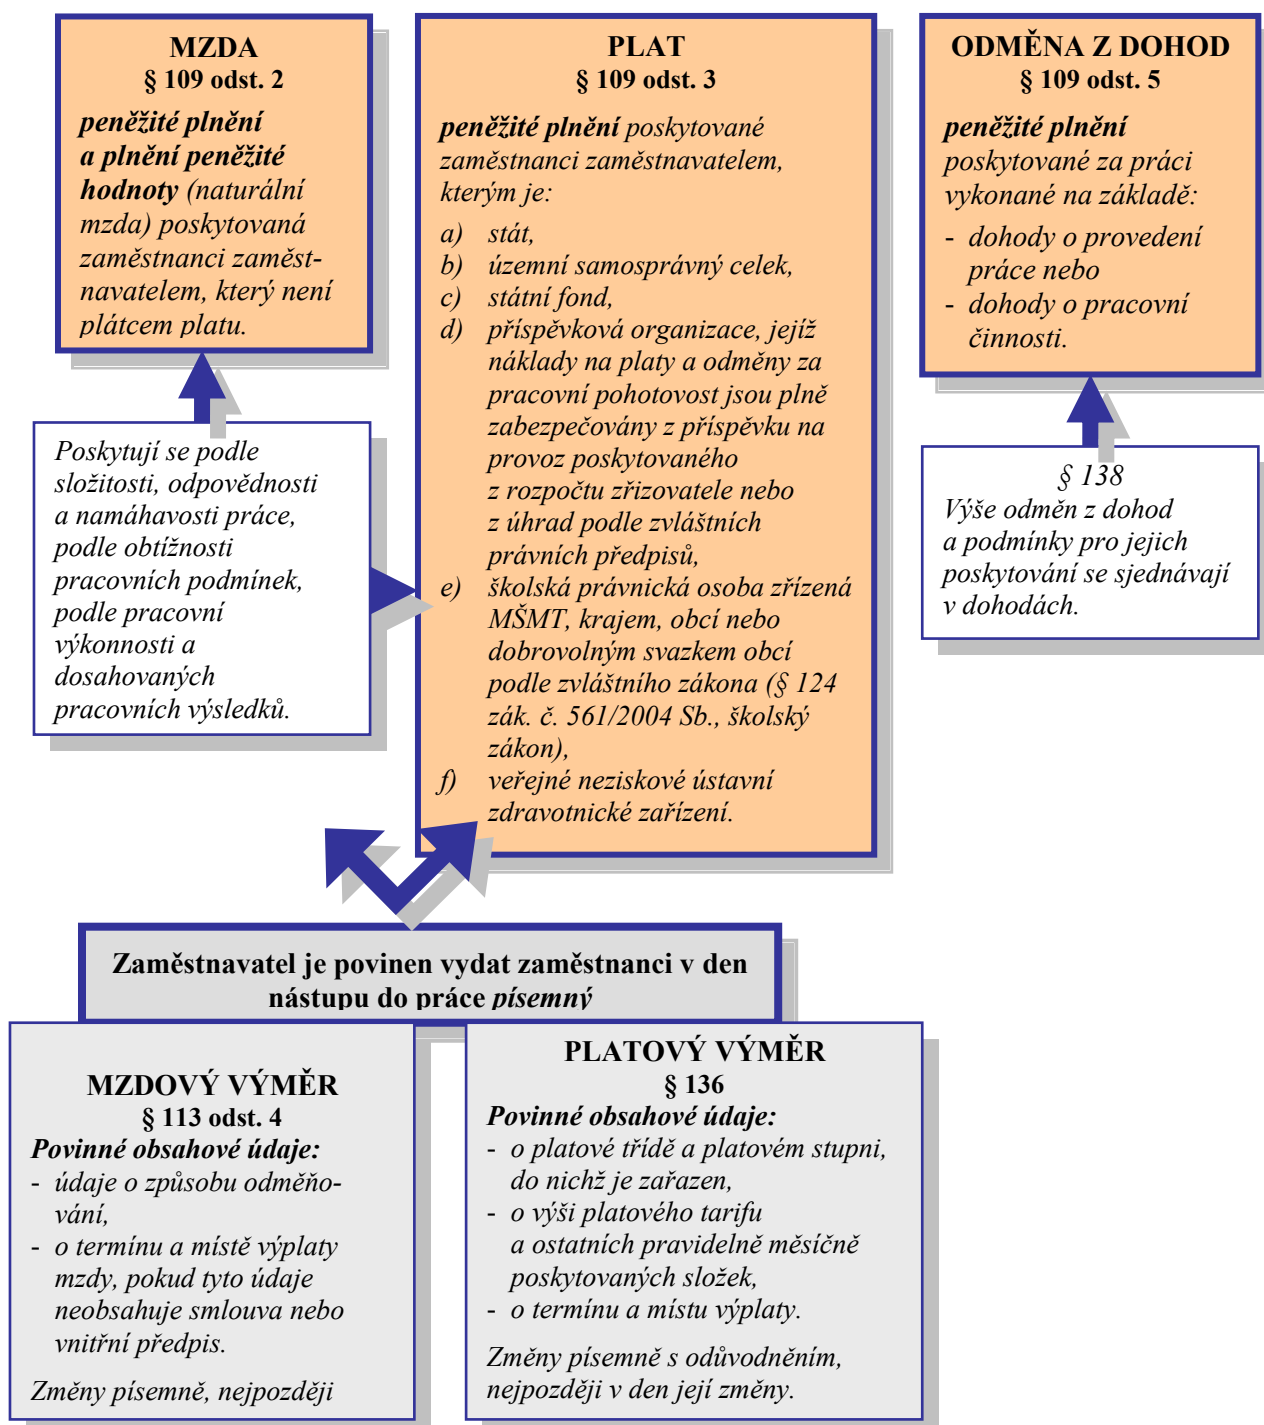 MZDA
§ 109 odst. 2
peněžité plnění
a plnění peněžité
hodnoty (naturální
mzda) poskytovaná
zaměstnanci zaměst-
navatelem, který není
plátcem platu.
PLAT
§ 109 odst. 3
peněžité plnění poskytované
zaměstnanci zaměstnavatelem,
kterým je:
a) stát,
b) územní samosprávný celek,
c) státní fond,
d) příspěvková organizace, jejíž
náklady na platy a odměny za
pracovní pohotovost jsou plně
zabezpečovány z příspěvku na
provoz poskytovaného
z rozpočtu zřizovatele nebo
z úhrad podle zvláštních
právních předpisů,
e) školská právnická osoba zřízená
MŠMT, krajem, obcí nebo
dobrovolným svazkem obcí
podle zvláštního zákona (§ 124
zák. č. 561/2004 Sb., školský
zákon),
f) veřejné neziskové ústavní
zdravotnické zařízení.
ODMĚNA Z DOHOD
§ 109 odst. 5
peněžité plnění
poskytované za práci
vykonané na základě:
- dohody o provedení
práce nebo
- dohody o pracovní
činnosti.
Poskytují se podle
složitosti, odpovědnosti
a namáhavosti práce,
podle obtížnosti
pracovních podmínek,
podle pracovní
výkonnosti a
dosahovaných
pracovních výsledků.
§ 138
Výše odměn z dohod
a podmínky pro jejich
poskytování se sjednávají
v dohodách.
Zaměstnavatel je povinen vydat zaměstnanci v den
nástupu do práce písemný
MZDOVÝ VÝMĚR
§ 113 odst. 4
Povinné obsahové údaje:
- údaje o způsobu odměňo-
vání,
- o termínu a místě výplaty
mzdy, pokud tyto údaje
neobsahuje smlouva nebo
vnitřní předpis.
Změny písemně, nejpozději
PLATOVÝ VÝMĚR
§ 136
Povinné obsahové údaje:
- o platové třídě a platovém stupni,
do nichž je zařazen,
- o výši platového tarifu
a ostatních pravidelně měsíčně
poskytovaných složek,
- o termínu a místu výplaty.
Změny písemně s odůvodněním,
nejpozději v den její změny.